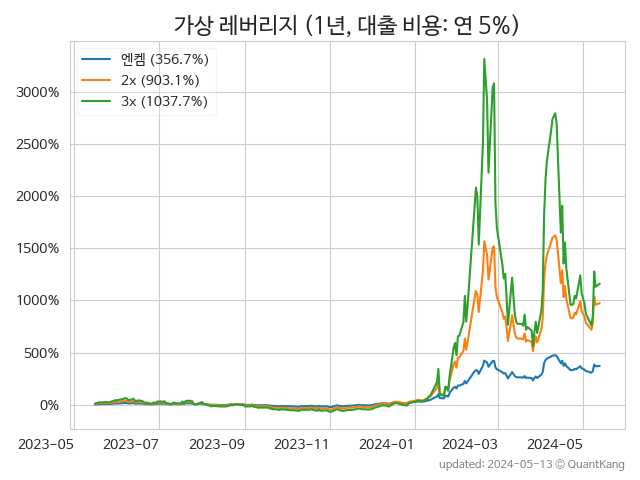 가상 레버리지 (1년, 대출 비용: 연 5%)
엔켐 (356.7%)
2x (903.1%)
3x (1037.7%)
3000%
2500%
2000%
1500%
1000%
500%
0%
2023-05 2023-07 2023-09 2023-11 2024-01 2024-03 2024-05
updated: 2024-05-13 ⓒ QuantKang